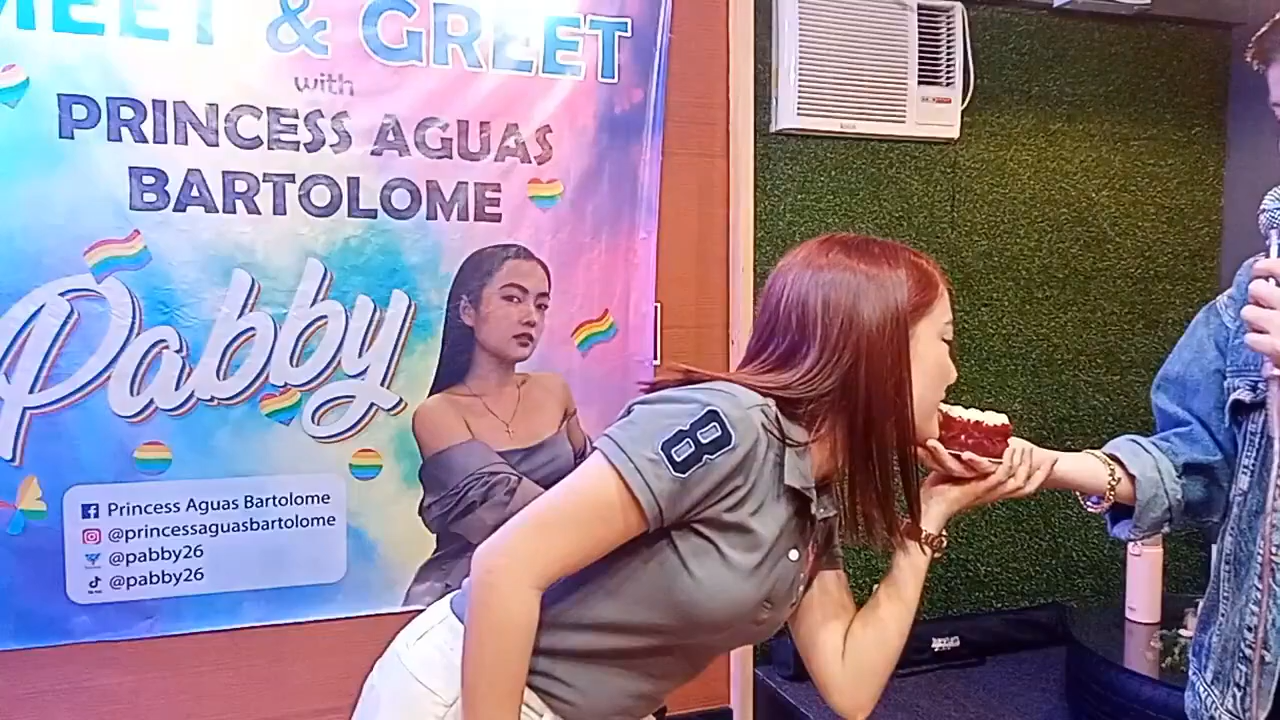 MEET & GREET
with
PRINCESS AGUAS
BARTOLOME
Pabby
Princess Aguas Bartolome
@princessaguasbartolome
@pabby26
@pabby26
8